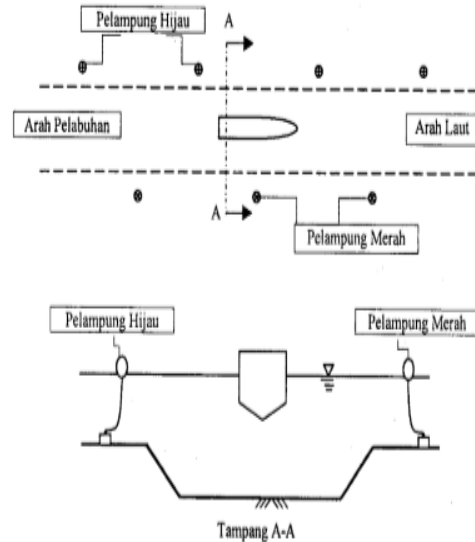 Pelampung Hijau
A
Arah Pelabuhan
Arah Laut
A
Pelampung Merah
Pelampung Hijau
Pelampung Merah
Tampang A-A